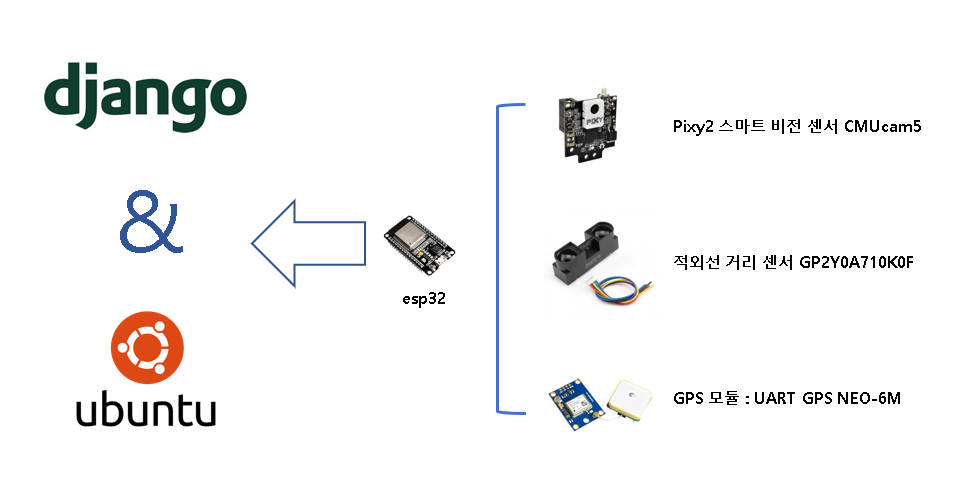 django
&
ubuntu
esp32
PIXY
Pixy2 스마트 비전 센서 CMUcam5
적외선 거리 센서 GP2Y0A710K0F
GPS 모듈 : UART GPS NEO-6M